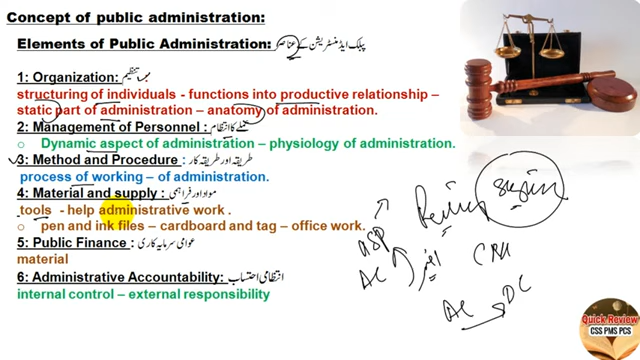 Concept of public administration:
Elements of Public Administration: پبلک ایڈمنسٹریشن کے عناصر
1: Organization: تنظیم
structuring of individuals - functions into productive relationship –
static part of administration – anatomy of administration.
2: Management of Personnel : عملے کا انتظام
o Dynamic aspect of administration – physiology of administration.
3: Method and Procedure : طریقہ اور طریقہ کار
process of working – of administration.
4: Material and supply : مواد اور فراہمی
tools - help administrative work .
o pen and ink files – cardboard and tag – office work.
5: Public Finance : عوامی سرمایہ کاری
material
6: Administrative Accountability: انتظامی احتساب
internal control – external responsibility
ASP
AC
AC DC
Quick Review
CSS PMS PCS